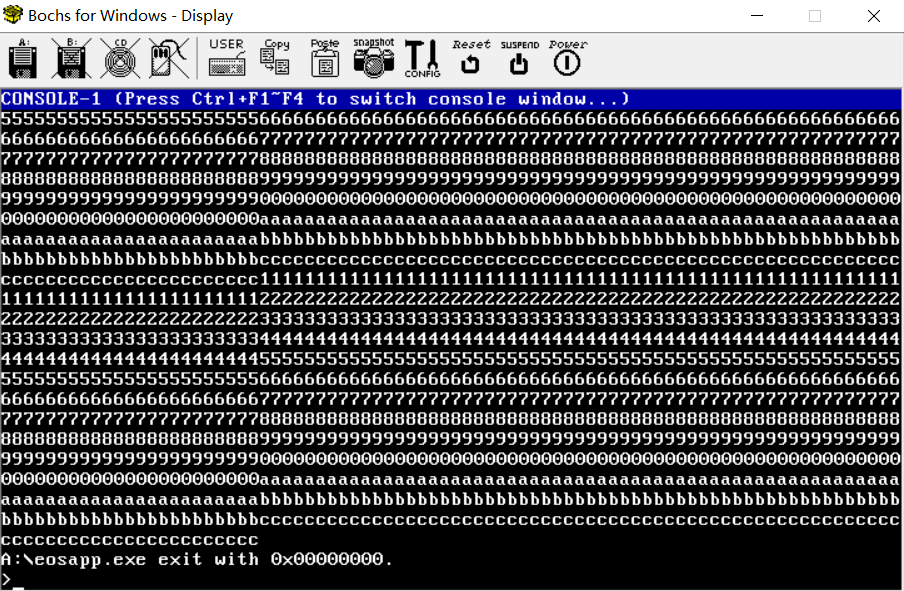 Bochs for Windows - Display
A: B: CD USER Copy Paste snapshot CONFIG Reset SUSPEND Power
CONSOLE-1 (Press Ctrl+F1~F4 to switch console window...)
55555555555555555555555666666666666666666666666666666666666666666666666666666666
66666666666666666666666777777777777777777777777777777777777777777777777777777777
77777777777777777777777888888888888888888888888888888888888888888888888888888888
88888888888888888888888999999999999999999999999999999999999999999999999999999999
99999999999999999999999000000000000000000000000000000000000000000000000000000000
00000000000000000000000aaaaaaaaaaaaaaaaaaaaaaaaaaaaaaaaaaaaaaaaaaaaaaaaaaaaaaaaa
aaaaaaaaaaaaaaaaaaaaaaabbbbbbbbbbbbbbbbbbbbbbbbbbbbbbbbbbbbbbbbbbbbbbbbbbbbbbbbb
bbbbbbbbbbbbbbbbbbbbbbbccccccccccccccccccccccccccccccccccccccccccccccccccccccccc
ccccccccccccccccccccccc111111111111111111111111111111111111111111111111111111111
11111111111111111111111222222222222222222222222222222222222222222222222222222222
22222222222222222222222333333333333333333333333333333333333333333333333333333333
33333333333333333333333444444444444444444444444444444444444444444444444444444444
44444444444444444444444555555555555555555555555555555555555555555555555555555555
55555555555555555555555666666666666666666666666666666666666666666666666666666666
66666666666666666666666777777777777777777777777777777777777777777777777777777777
77777777777777777777777888888888888888888888888888888888888888888888888888888888
88888888888888888888888999999999999999999999999999999999999999999999999999999999
99999999999999999999999000000000000000000000000000000000000000000000000000000000
00000000000000000000000aaaaaaaaaaaaaaaaaaaaaaaaaaaaaaaaaaaaaaaaaaaaaaaaaaaaaaaaa
aaaaaaaaaaaaaaaaaaaaaaabbbbbbbbbbbbbbbbbbbbbbbbbbbbbbbbbbbbbbbbbbbbbbbbbbbbbbbbb
bbbbbbbbbbbbbbbbbbbbbbbccccccccccccccccccccccccccccccccccccccccccccccccccccccccc
ccccccccccccccccccccccc
A:\eosapp.exe exit with 0x00000000.
>_